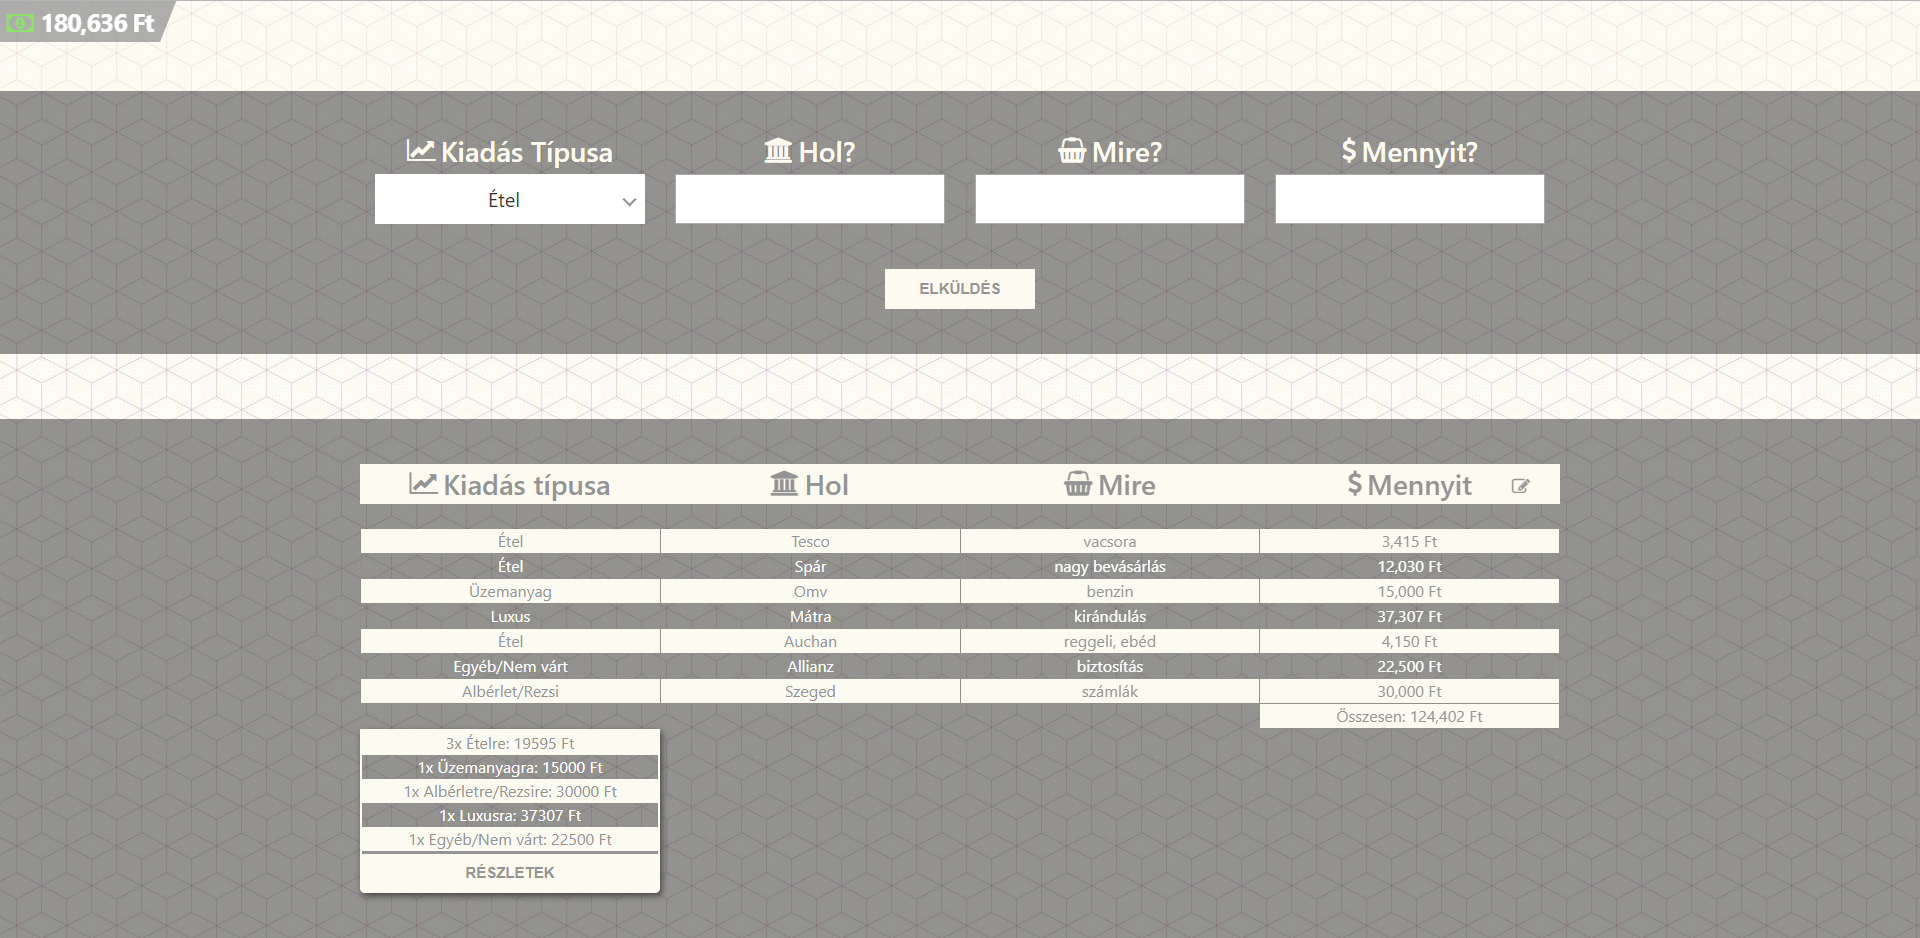 180,636 Ft
Kiadás Típusa Hol? Mire? Mennyit?
Étel
ELKÜLDÉS
Kiadás típusa Hol Mire Mennyit
Étel Tesco vacsora 3,415 Ft
Étel Spár nagy bevásárlás 12,030 Ft
Üzemanyag Omv benzin 15,000 Ft
Luxus Mátra kirándulás 37,307 Ft
Étel Auchan reggeli, ebéd 4,150 Ft
Egyéb/Nem várt Allianz biztosítás 22,500 Ft
Albérlet/Rezsi Szeged számlák 30,000 Ft
Összesen: 124,402 Ft
3x Ételre: 19595 Ft
1x Üzemanyagra: 15000 Ft
1x Albérletre/Rezsire: 30000 Ft
1x Luxusra: 37307 Ft
1x Egyéb/Nem várt: 22500 Ft
RÉSZLETEK